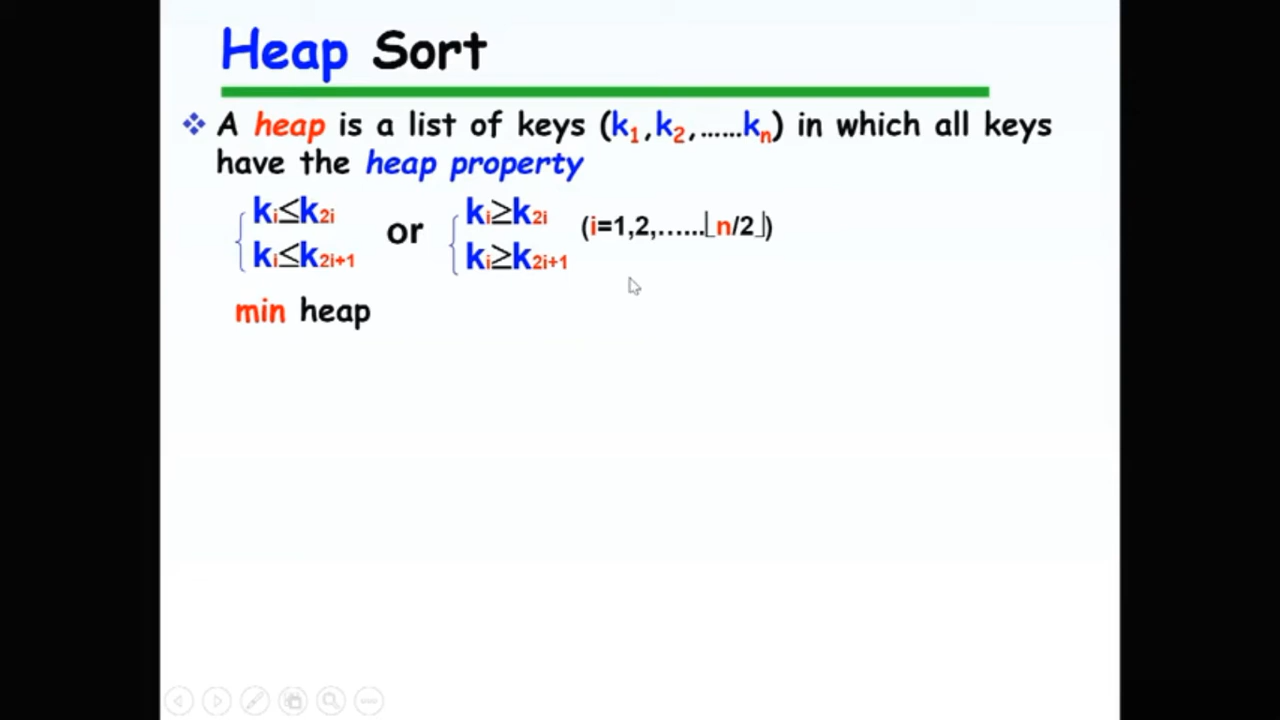 Heap Sort
❖ A heap is a list of keys (k1,k2,......kn) in which all keys
have the heap property
ki≤k2i
ki≤k2i+1
or
ki≥k2i
ki≥k2i+1
(i=1,2,......⌊n/2⌋)
min heap